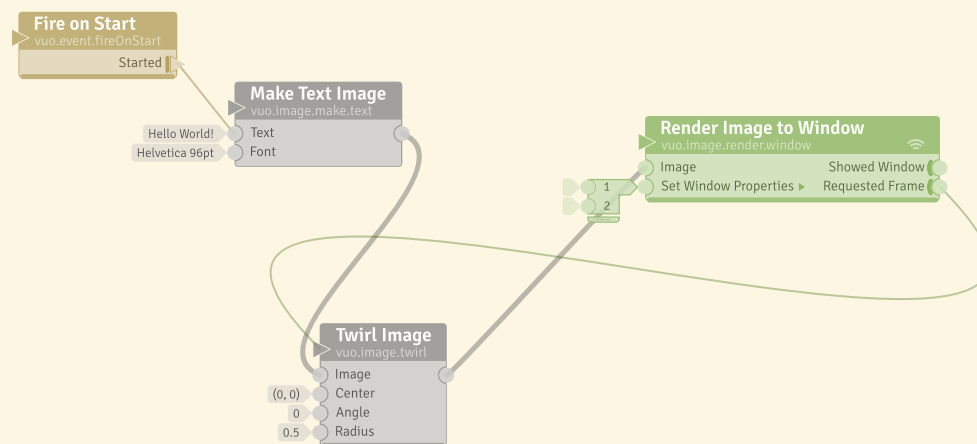 Fire on Start
vuo.event.fireOnStart
Started
Make Text Image
vuo.image.make.text
Hello World!
Text
Helvetica 96pt
Font
Render Image to Window
vuo.image.render.window
Image
Showed Window
1
Set Window Properties
Requested Frame
2
Twirl Image
vuo.image.twirl
Image
(0, 0)
Center
0
Angle
0.5
Radius